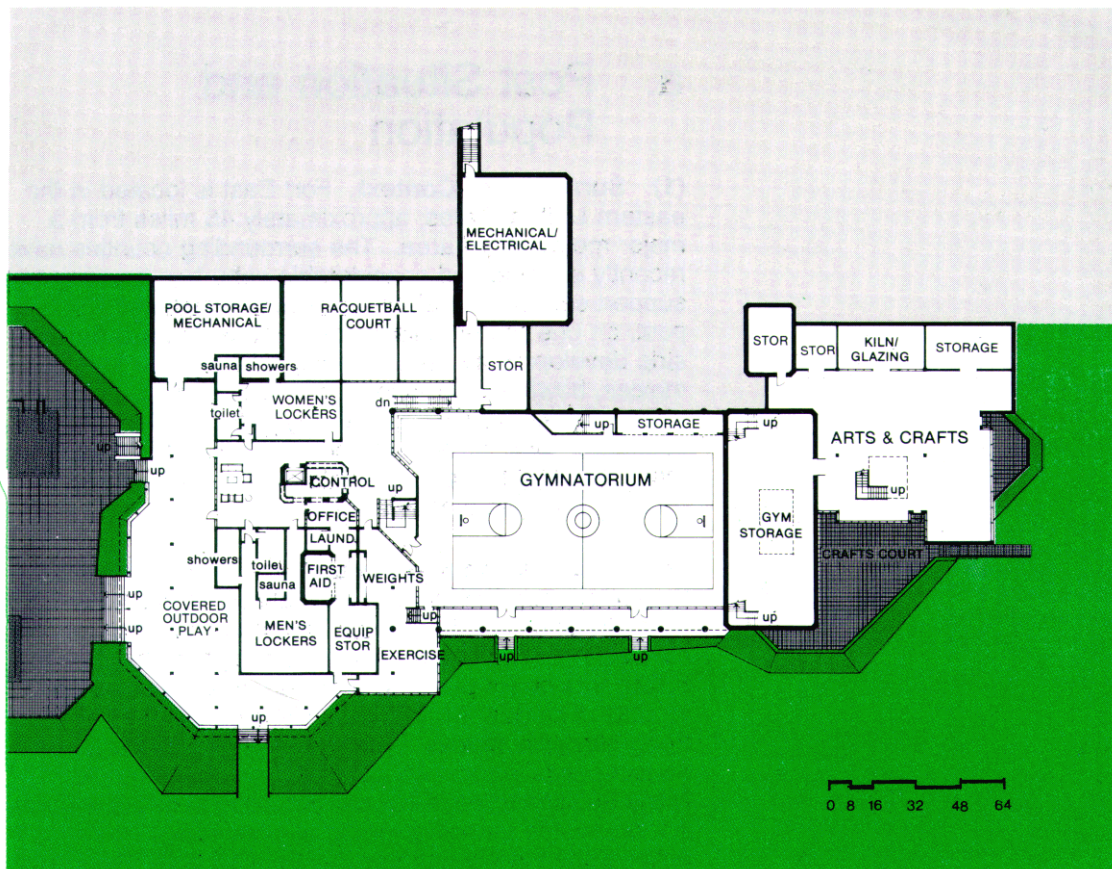 MECHANICAL/
ELECTRICAL
POOL STORAGE/
MECHANICAL
RACQUETBALL
COURT
sauna
showers
STOR
STOR
STOR
KILN/
GLAZING
STORAGE
toilet
WOMEN'S
LOCKERS
dn
up
STORAGE
up
ARTS & CRAFTS
up
up
CONTROL
up
GYMNATORIUM
up
OFFICE
GYM
STORAGE
LAUND.
CRAFTS COURT
showers
toilet
FIRST
AID
WEIGHTS
sauna
up
COVERED
OUTDOOR
PLAY
up
MEN'S
LOCKERS
EQUIP
STOR
up
up
EXERCISE
up
up
up
0 8 16 32 48 64